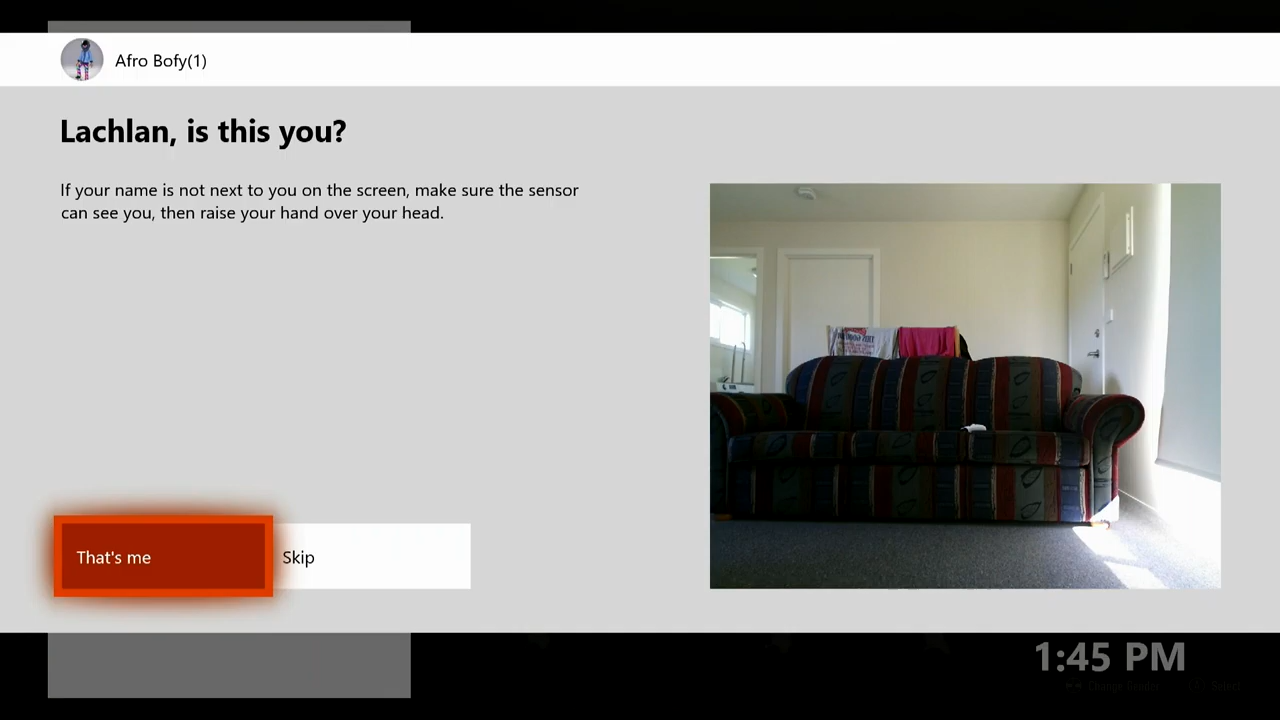 Afro Bofy(1)
Lachlan, is this you?
If your name is not next to you on the screen, make sure the sensor
can see you, then raise your hand over your head.
That's me
Skip
1:45 PM
Select